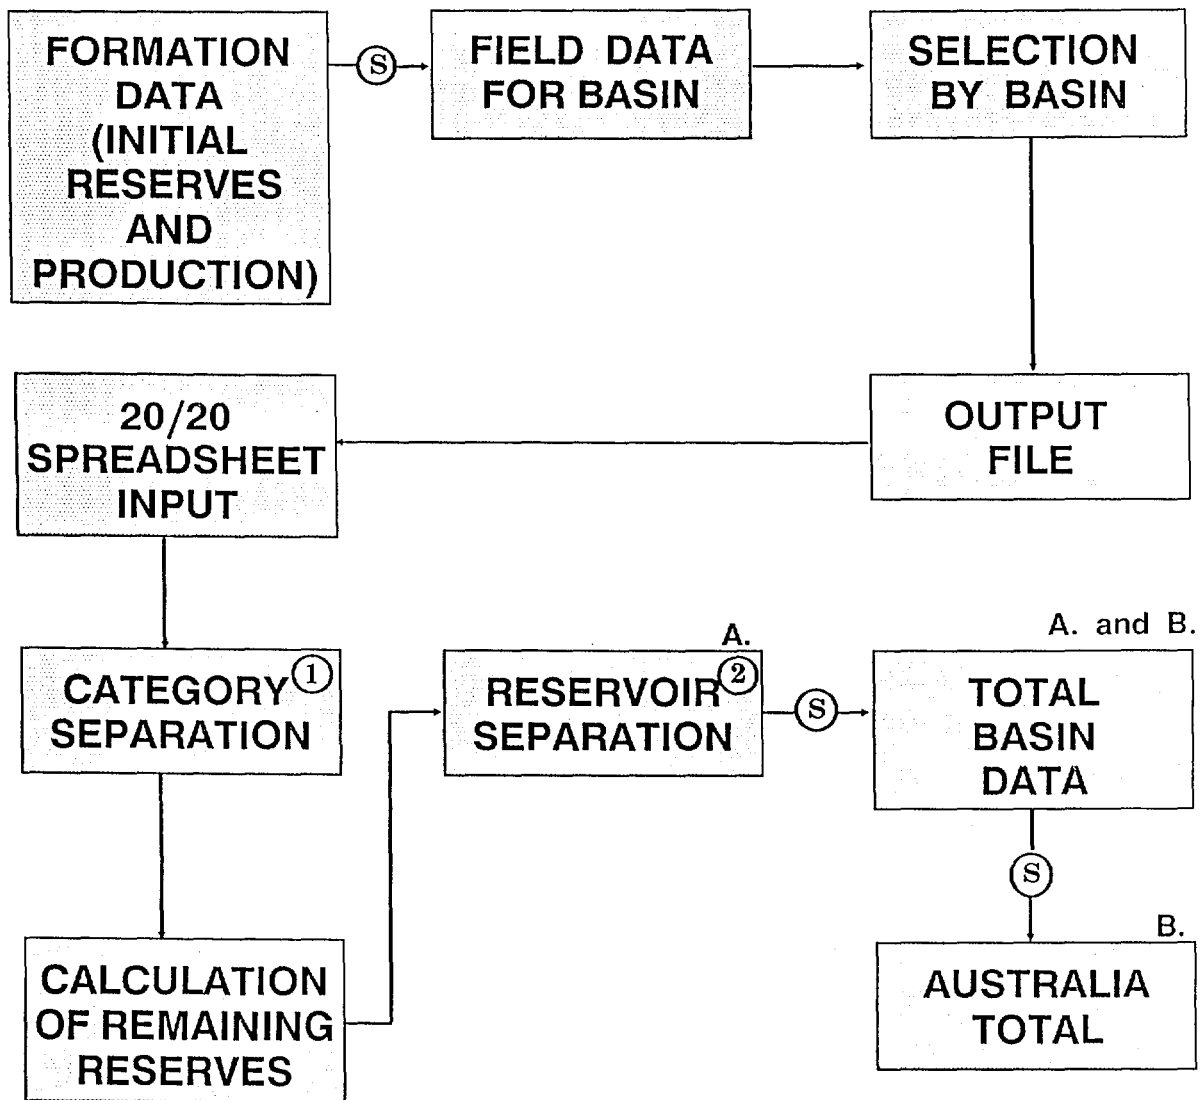 FORMATION
DATA
(INITIAL
RESERVES
AND
PRODUCTION)
S
FIELD DATA
FOR BASIN
SELECTION
BY BASIN
OUTPUT
FILE
20/20
SPREADSHEET
INPUT
CATEGORY 1
SEPARATION
CALCULATION
OF REMAINING
RESERVES
A.
RESERVOIR 2
SEPARATION
S
A. and B.
TOTAL
BASIN
DATA
S
B.
AUSTRALIA
TOTAL